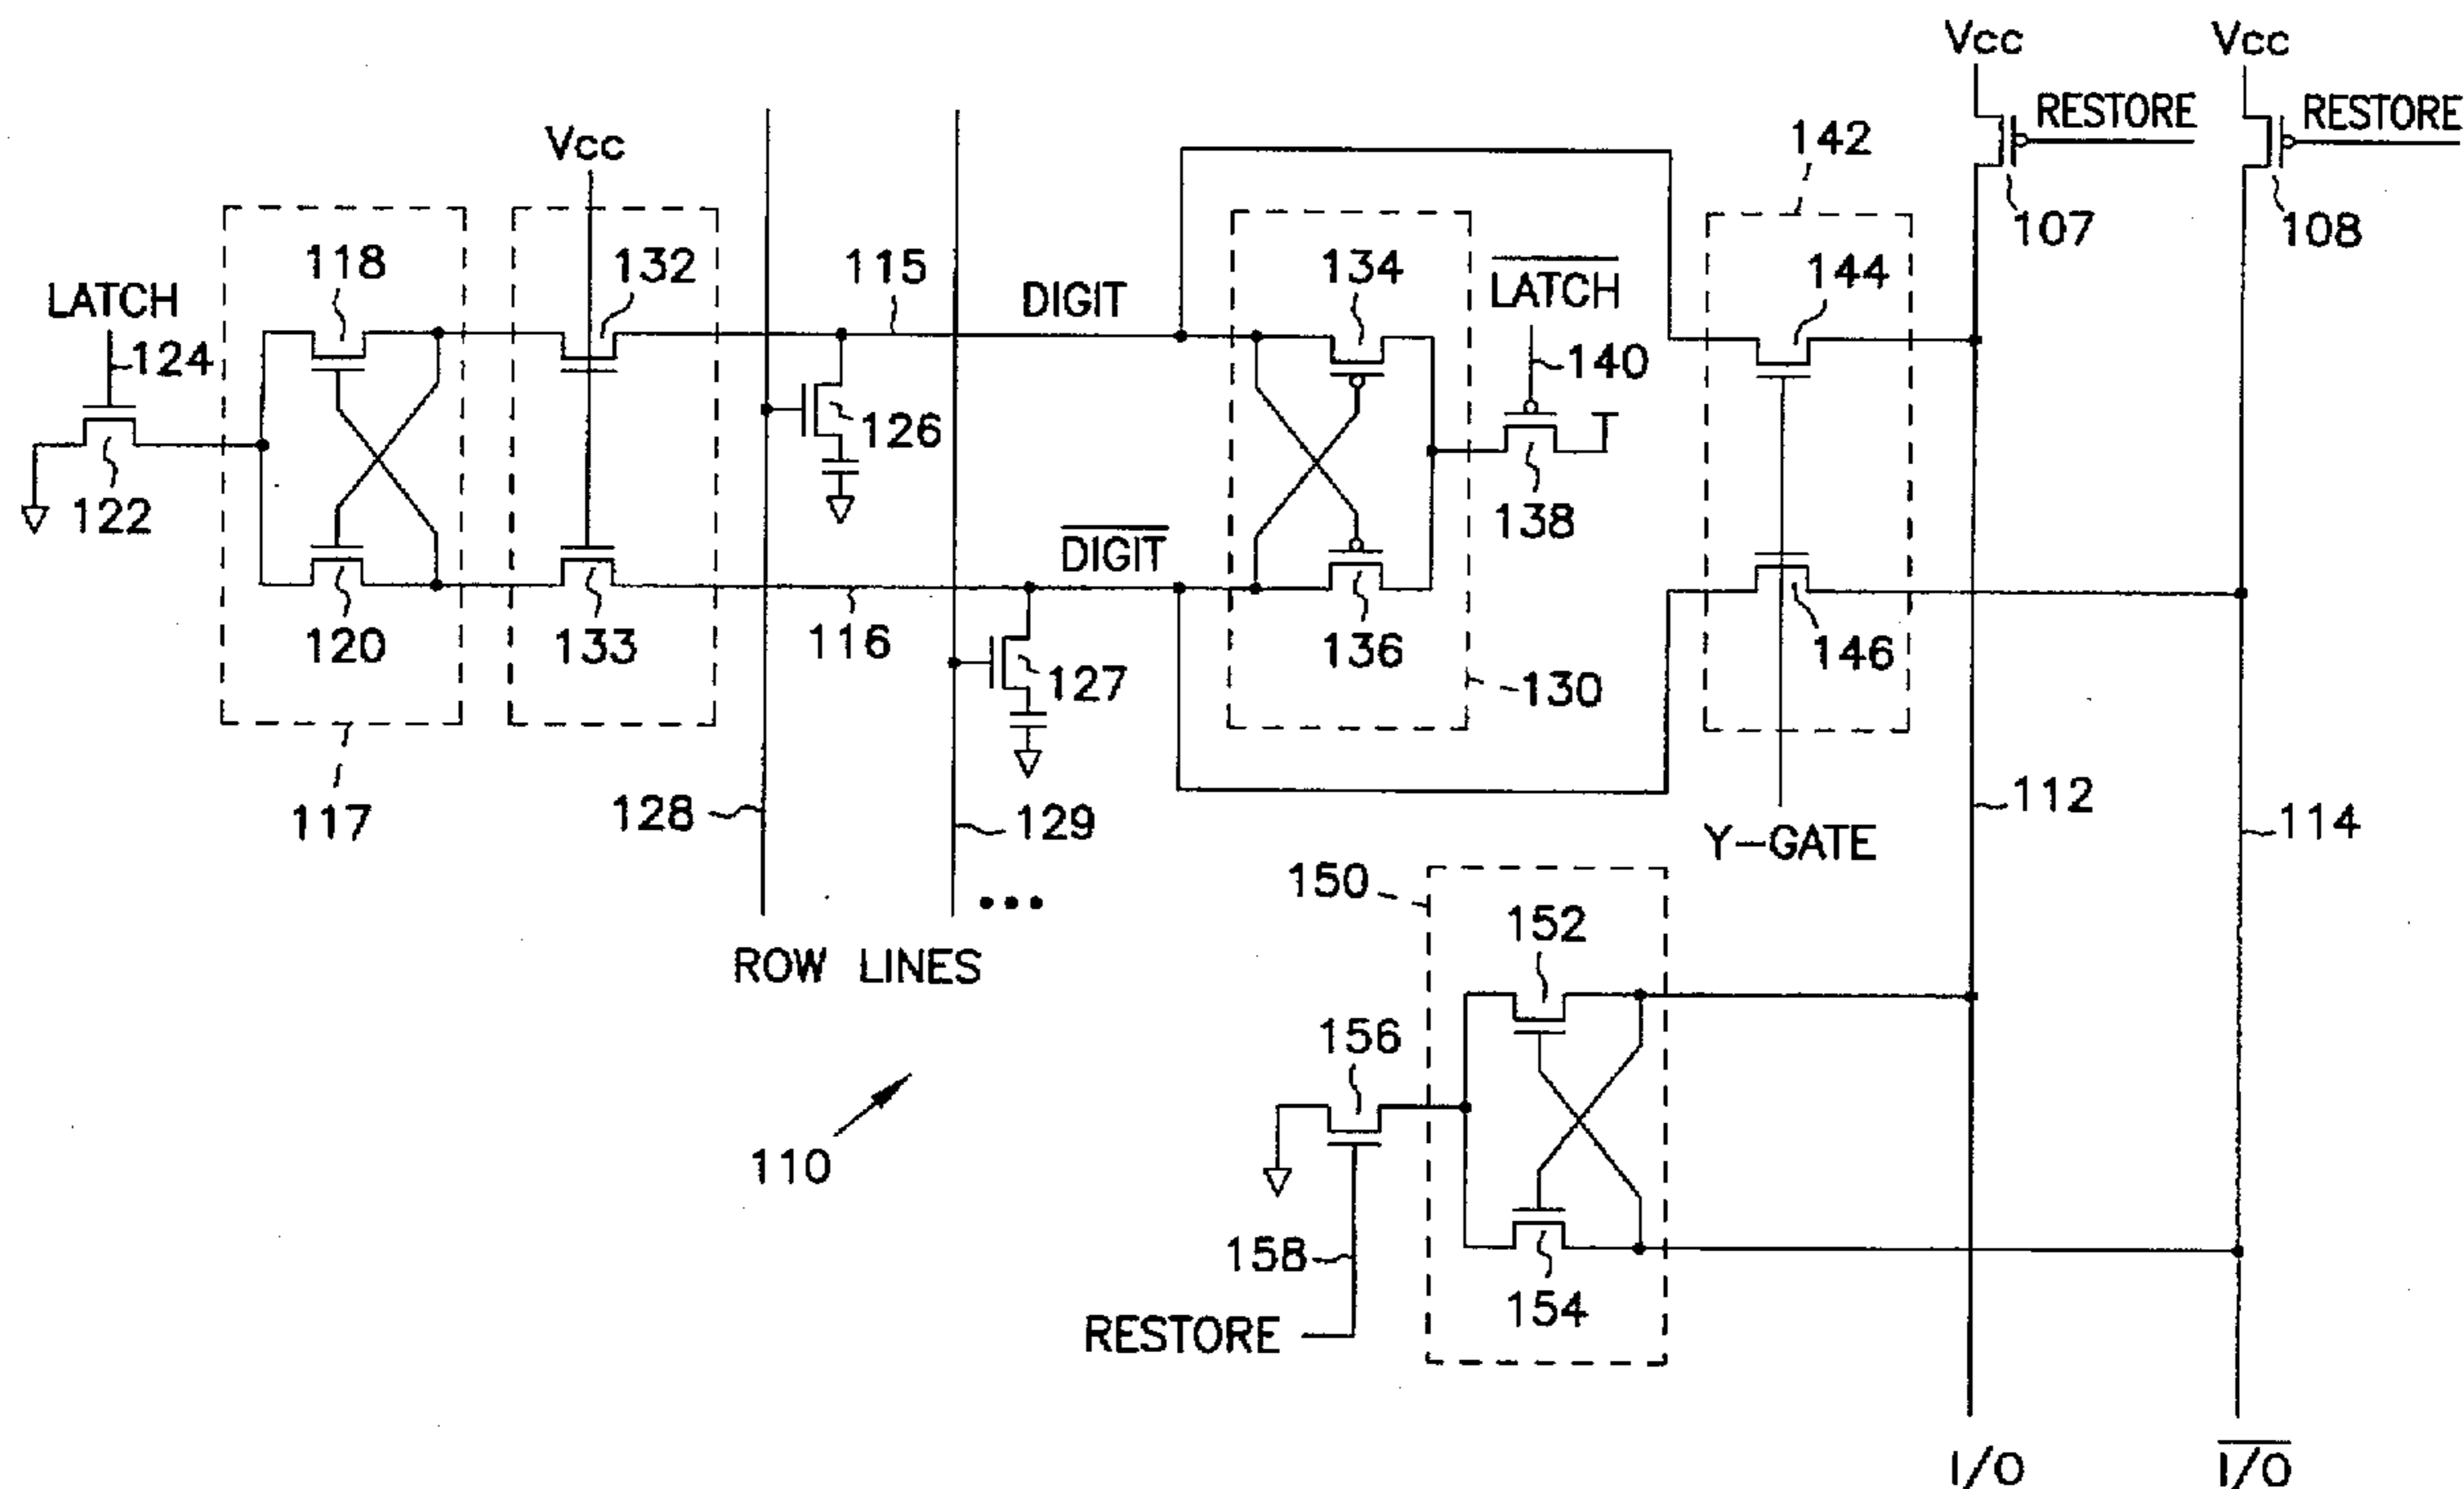 Vcc
Vcc
RESTORE
RESTORE
142
Vcc
107
108
118
132
115
DIGIT
134
L̅A̅T̅C̅H̅
144
LATCH
124
126
140
122
138
D̅I̅G̅I̅T̅
120
133
116
136
146
127
130
117
128
129
Y-GATE
112
114
150
152
ROW LINES
156
110
158
154
RESTORE
I/O
I̅/̅O̅